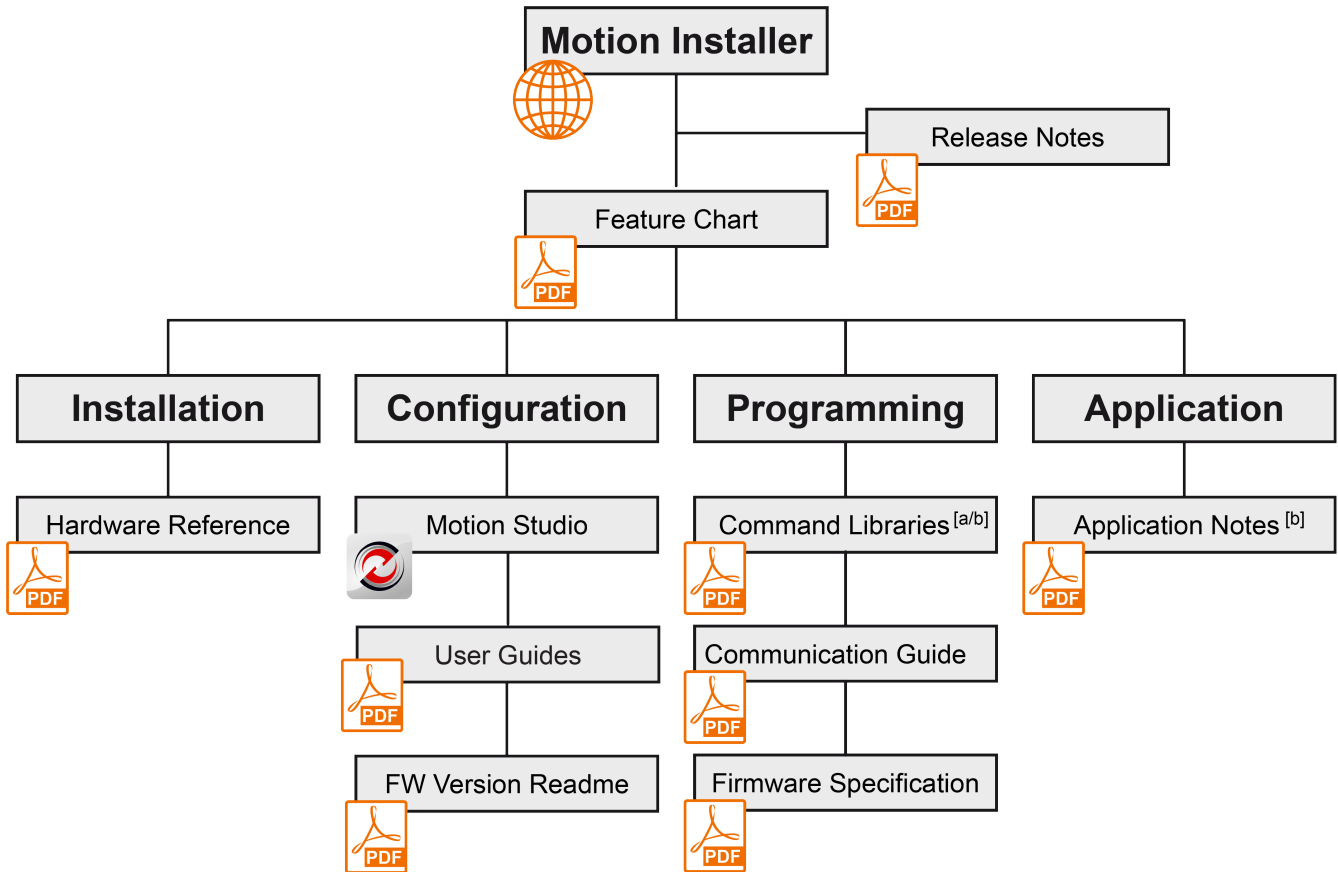 Motion Installer
Release Notes
PDF
Feature Chart
PDF
Installation
Configuration
Programming
Application
Hardware Reference
Motion Studio
Command Libraries [a/b]
Application Notes [b]
PDF
PDF
PDF
User Guides
Communication Guide
PDF
PDF
FW Version Readme
Firmware Specification
PDF
PDF